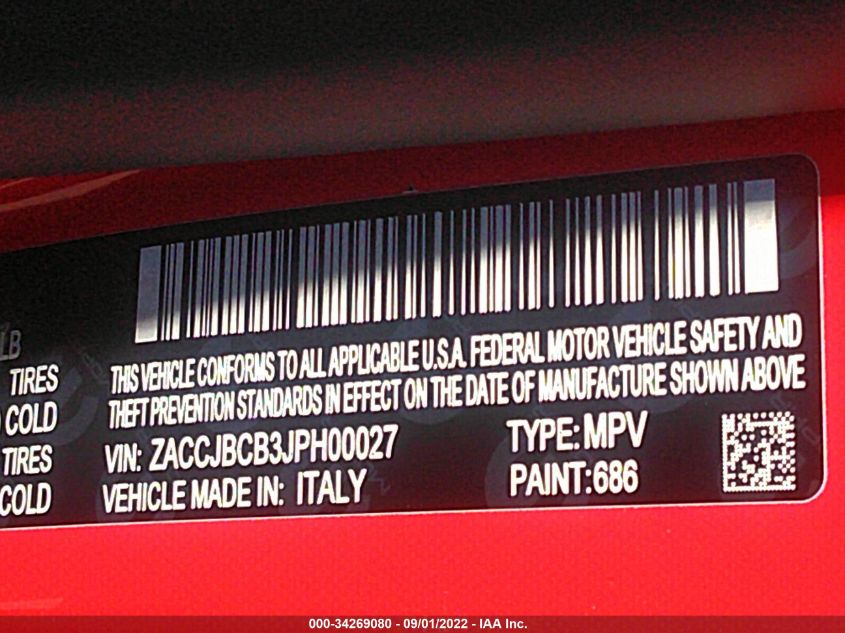 LB
TIRES
COLD
TIRES
COLD
THIS VEHICLE CONFORMS TO ALL APPLICABLE U.S.A. FEDERAL MOTOR VEHICLE SAFETY AND
THEFT PREVENTION STANDARDS IN EFFECT ON THE DATE OF MANUFACTURE SHOWN ABOVE
VIN: ZACCJBCB3JPH00027 TYPE: MPV
VEHICLE MADE IN: ITALY PAINT: 686
000-34269080 - 09/01/2022 - IAA Inc.